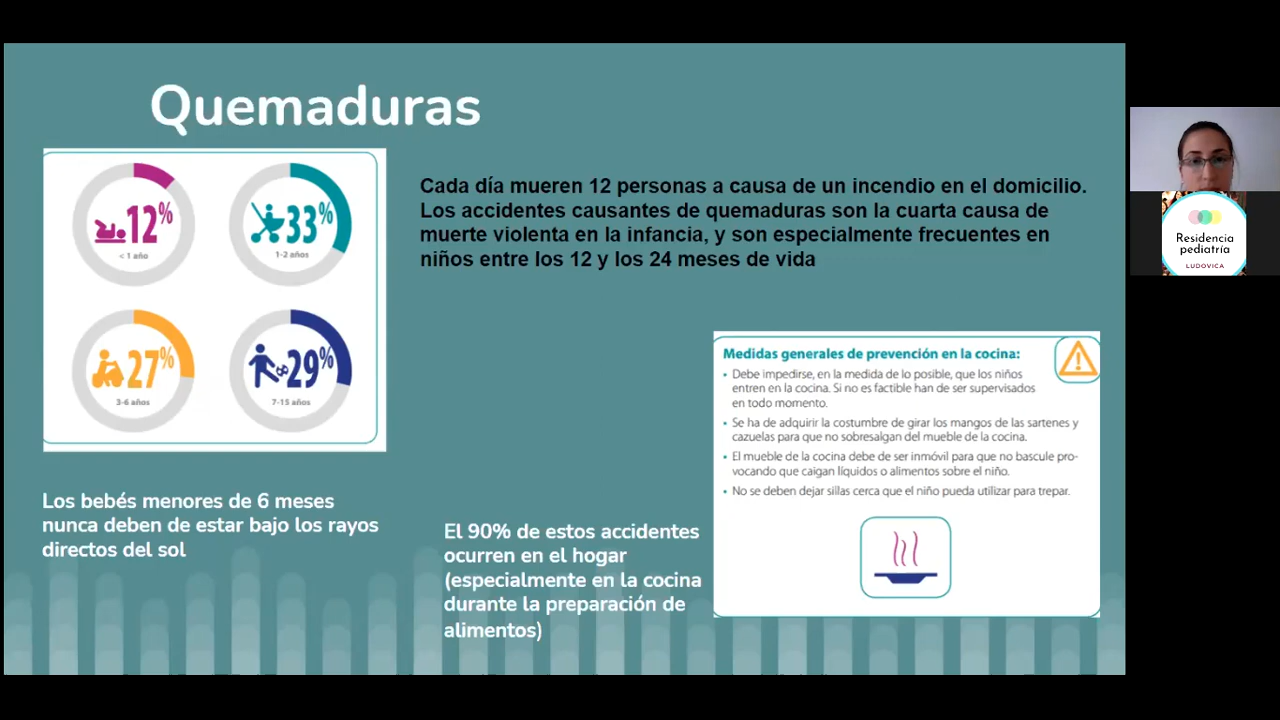 Quemaduras
12%
< 1 año
33%
1-2 años
27%
3-6 años
29%
7-15 años
Cada día mueren 12 personas a causa de un incendio en el domicilio.
Los accidentes causantes de quemaduras son la cuarta causa de
muerte violenta en la infancia, y son especialmente frecuentes en
niños entre los 12 y los 24 meses de vida
Los bebés menores de 6 meses
nunca deben de estar bajo los rayos
directos del sol
El 90% de estos accidentes
ocurren en el hogar
(especialmente en la cocina
durante la preparación de
alimentos)
Medidas generales de prevención en la cocina:
• Debe impedirse, en la medida de lo posible, que los niños
entren en la cocina. Si no es factible han de ser supervisados
en todo momento.
• Se ha de adquirir la costumbre de girar los mangos de las sartenes y
cazuelas para que no sobresalgan del mueble de la cocina.
• El mueble de la cocina debe de ser inmóvil para que no bascule pro-
vocando que caigan líquidos o alimentos sobre el niño.
• No se deben dejar sillas cerca que el niño pueda utilizar para trepar.
Residencia
pediatría
LUDOVICA